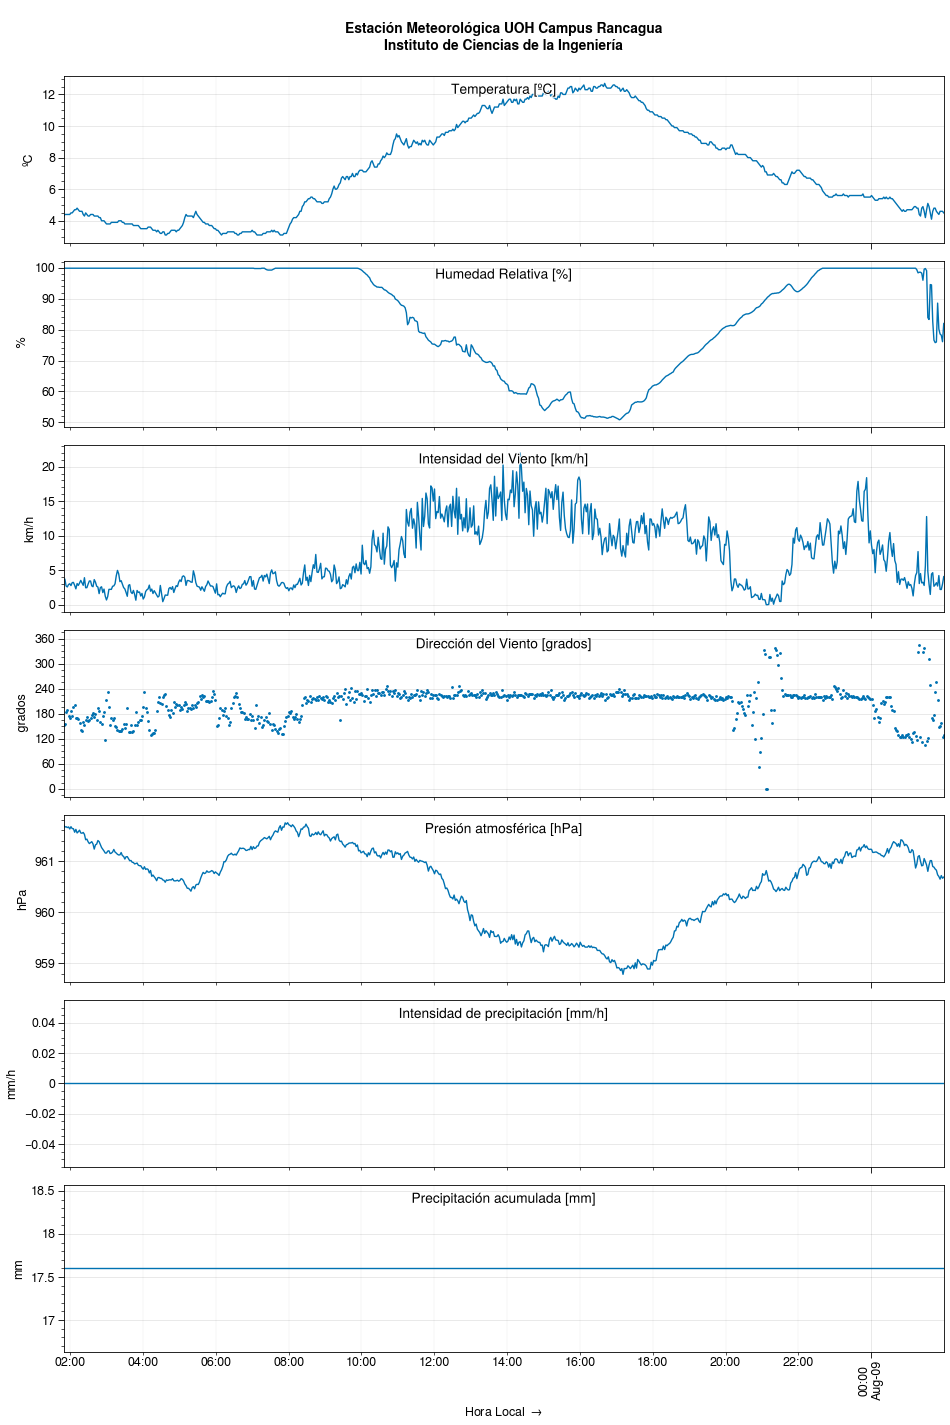 Estación Meteorológica UOH Campus Rancagua
Instituto de Ciencias de la Ingeniería
Temperatura [ºC]
ºC
12
10
8
6
4
Humedad Relativa [%]
%
100
90
80
70
60
50
Intensidad del Viento [km/h]
km/h
20
15
10
5
0
Dirección del Viento [grados]
grados
360
300
240
180
120
60
0
Presión atmosférica [hPa]
hPa
961
960
959
Intensidad de precipitación [mm/h]
mm/h
0.04
0.02
0
−0.02
−0.04
Precipitación acumulada [mm]
mm
18.5
18
17.5
17
02:00 04:00 06:00 08:00 10:00 12:00 14:00 16:00 18:00 20:00 22:00 00:00
Aug-09
Hora Local →